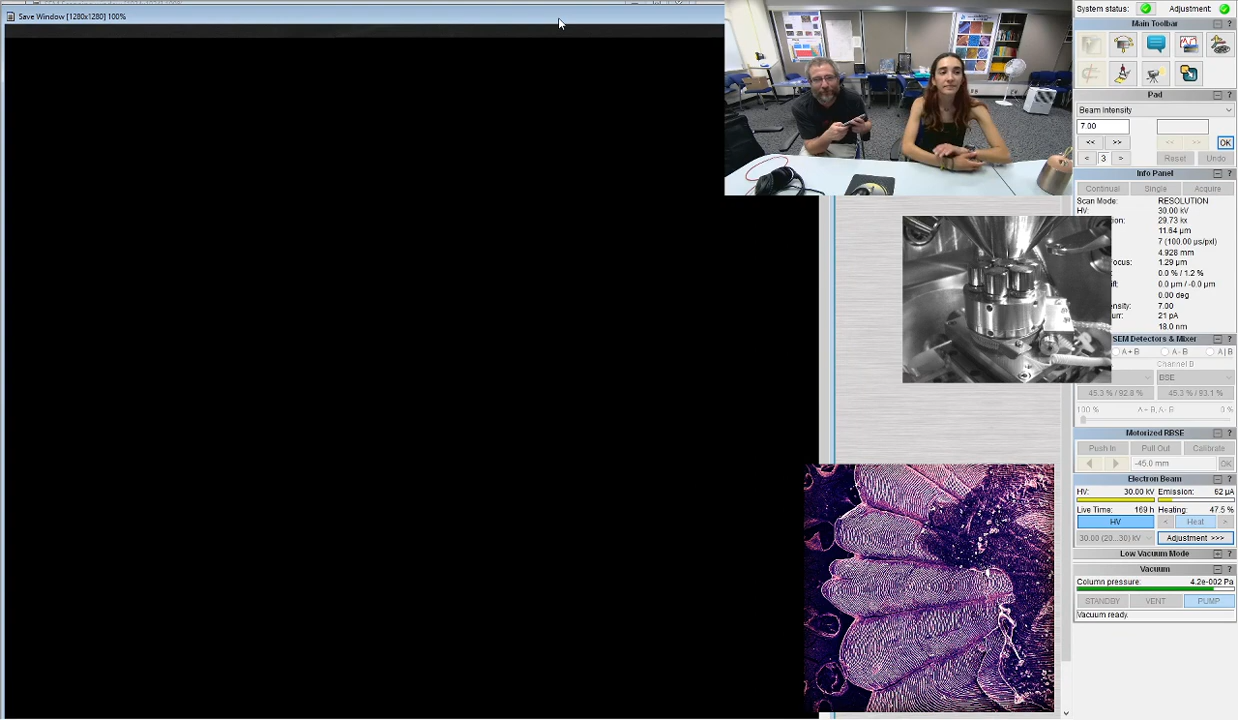 Save Window [1280x1280] 100%
System status:
Adjustment:
Main Toolbar
Pad
Beam Intensity
7.00
<< >>
<< >> OK
< 3 >
Reset Undo
Info Panel
Continual Single Acquire
Scan Mode: RESOLUTION
HV: 30.00 kV
tion: 29.73 kx
11.64 µm
7 (100.00 µs/pxl)
4.928 mm
Focus: 1.29 µm
0.0 % / 1.2 %
ift: 0.0 µm / -0.0 µm
0.00 deg
ensity: 7.00
urr: 21 pA
18.0 nm
SEM Detectors & Mixer
A + B A - B A | B
Channel B
BSE
45.3 % / 92.8 % 45.3 % / 93.1 %
100 % A + B, A - B 0 %
Motorized RBSE
Push In Pull Out Calibrate
-45.0 mm OK
Electron Beam
HV: 30.00 kV Emission: 62 µA
Live Time: 169 h Heating: 47.5 %
HV < Heat >
30.00 (20...30) kV Adjustment >>>
Low Vacuum Mode
Vacuum
Column pressure: 4.2e-002 Pa
STANDBY VENT PUMP
Vacuum ready.